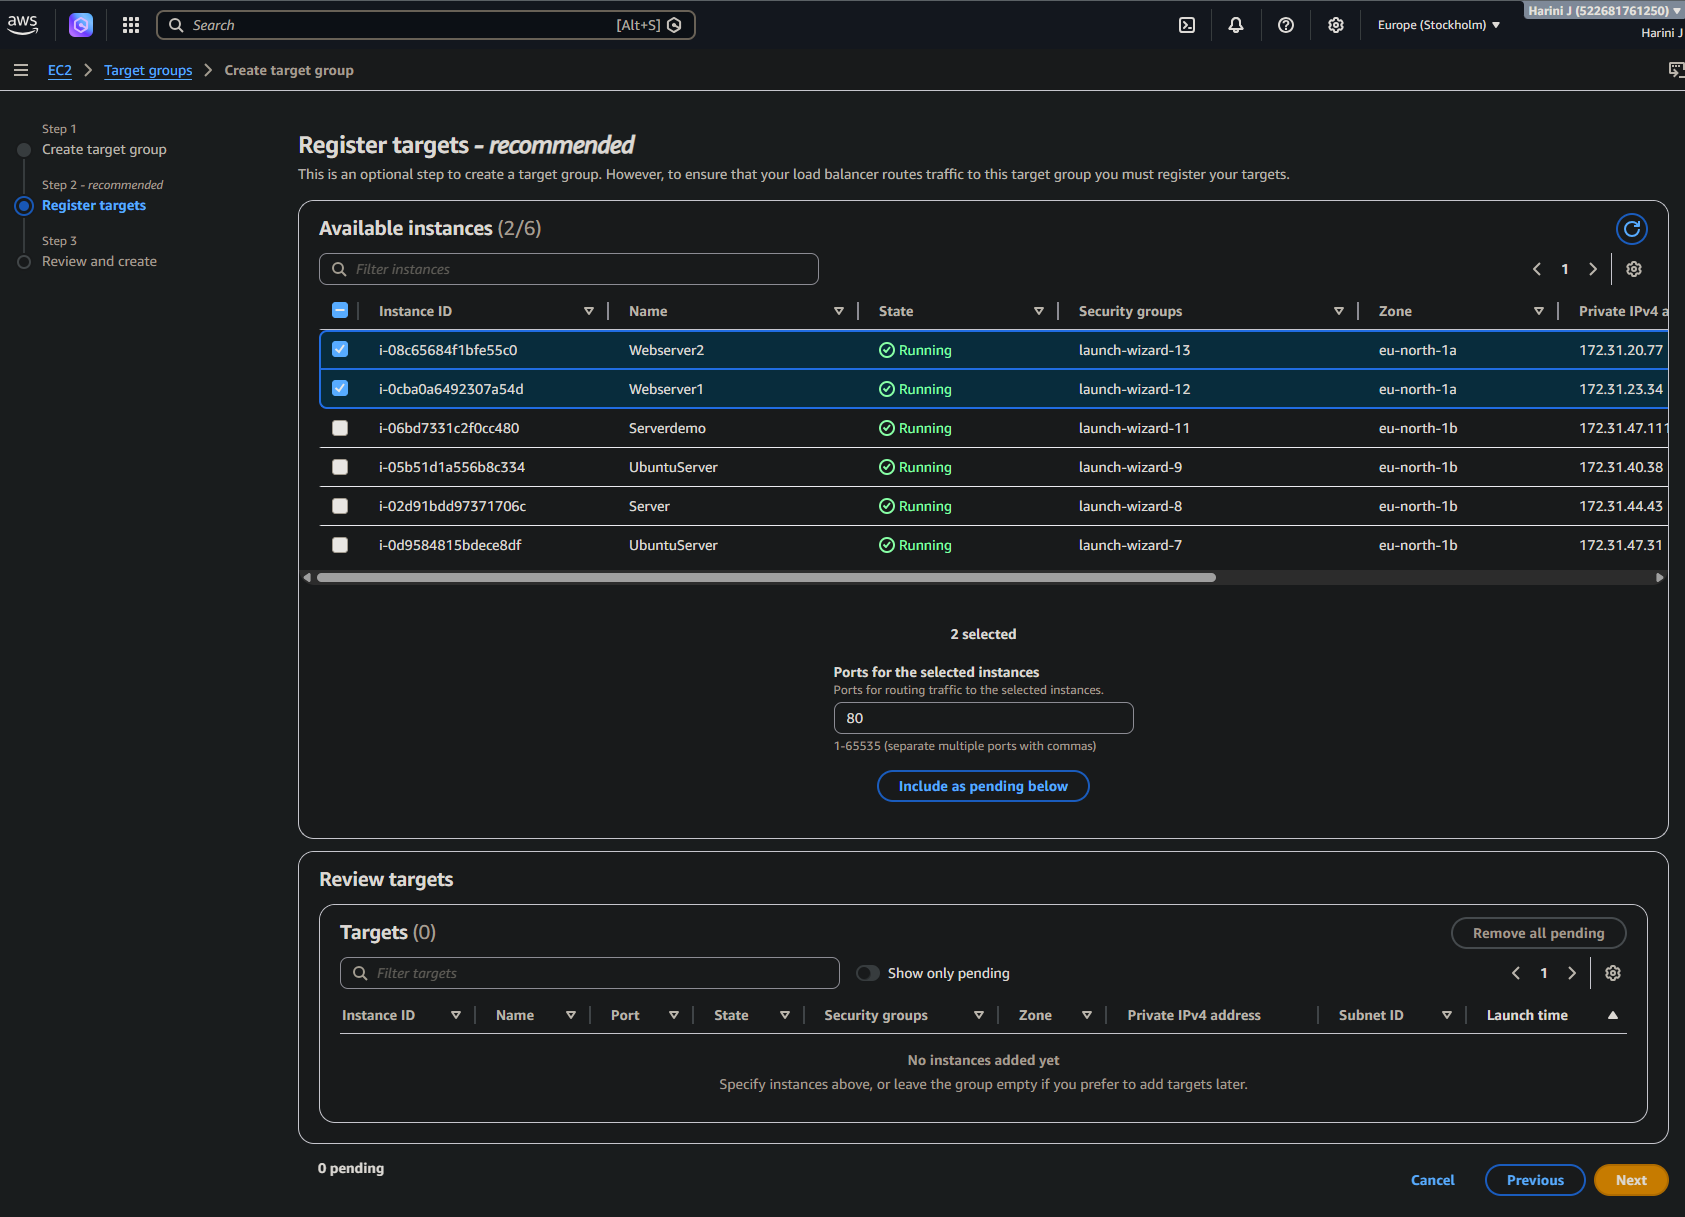 aws
Search [Alt+S]
Europe (Stockholm)
Harini J (522681761250)
Harini J
EC2 > Target groups > Create target group
Step 1
Create target group
Step 2 - recommended
Register targets
Step 3
Review and create
Register targets - recommended
This is an optional step to create a target group. However, to ensure that your load balancer routes traffic to this target group you must register your targets.
Available instances (2/6)
Filter instances
1
Instance ID Name State Security groups Zone Private IPv4 a
i-08c65684f1bfe55c0 Webserver2 Running launch-wizard-13 eu-north-1a 172.31.20.77
i-0cba0a6492307a54d Webserver1 Running launch-wizard-12 eu-north-1a 172.31.23.34
i-06bd7331c2f0cc480 Serverdemo Running launch-wizard-11 eu-north-1b 172.31.47.111
i-05b51d1a556b8c334 UbuntuServer Running launch-wizard-9 eu-north-1b 172.31.40.38
i-02d91bdd97371706c Server Running launch-wizard-8 eu-north-1b 172.31.44.43
i-0d9584815bdece8df UbuntuServer Running launch-wizard-7 eu-north-1b 172.31.47.31
2 selected
Ports for the selected instances
Ports for routing traffic to the selected instances.
80
1-65535 (separate multiple ports with commas)
Include as pending below
Review targets
Targets (0)
Remove all pending
Filter targets
Show only pending
1
Instance ID Name Port State Security groups Zone Private IPv4 address Subnet ID Launch time
No instances added yet
Specify instances above, or leave the group empty if you prefer to add targets later.
0 pending
Cancel Previous Next